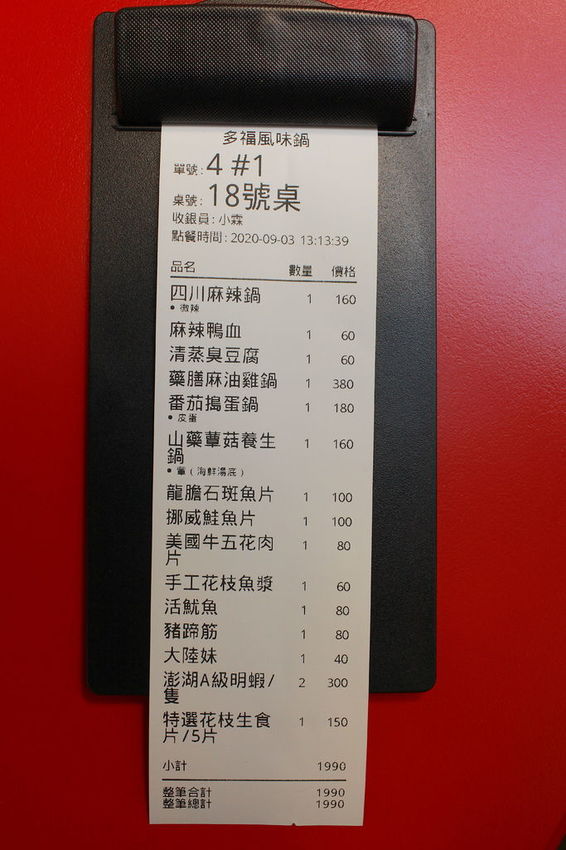 多福風味鍋
單號: 4 #1
桌號: 18號桌
收銀員: 小霖
點餐時間: 2020-09-03 13:13:39
品名 數量 價格
四川麻辣鍋 1 160
• 微辣
麻辣鴨血 1 60
清蒸臭豆腐 1 60
藥膳麻油雞鍋 1 380
番茄搗蛋鍋 1 180
• 皮蛋
山藥蕈菇養生 1 160
鍋
• 葷 ( 海鮮湯底 )
龍膽石斑魚片 1 100
挪威鮭魚片 1 100
美國牛五花肉 1 80
片
手工花枝魚漿 1 60
活魷魚 1 80
豬蹄筋 1 80
大陸妹 1 40
澎湖A級明蝦/ 2 300
隻
特選花枝生食 1 150
片/5片
小計 1990
整筆合計 1990
整筆總計 1990